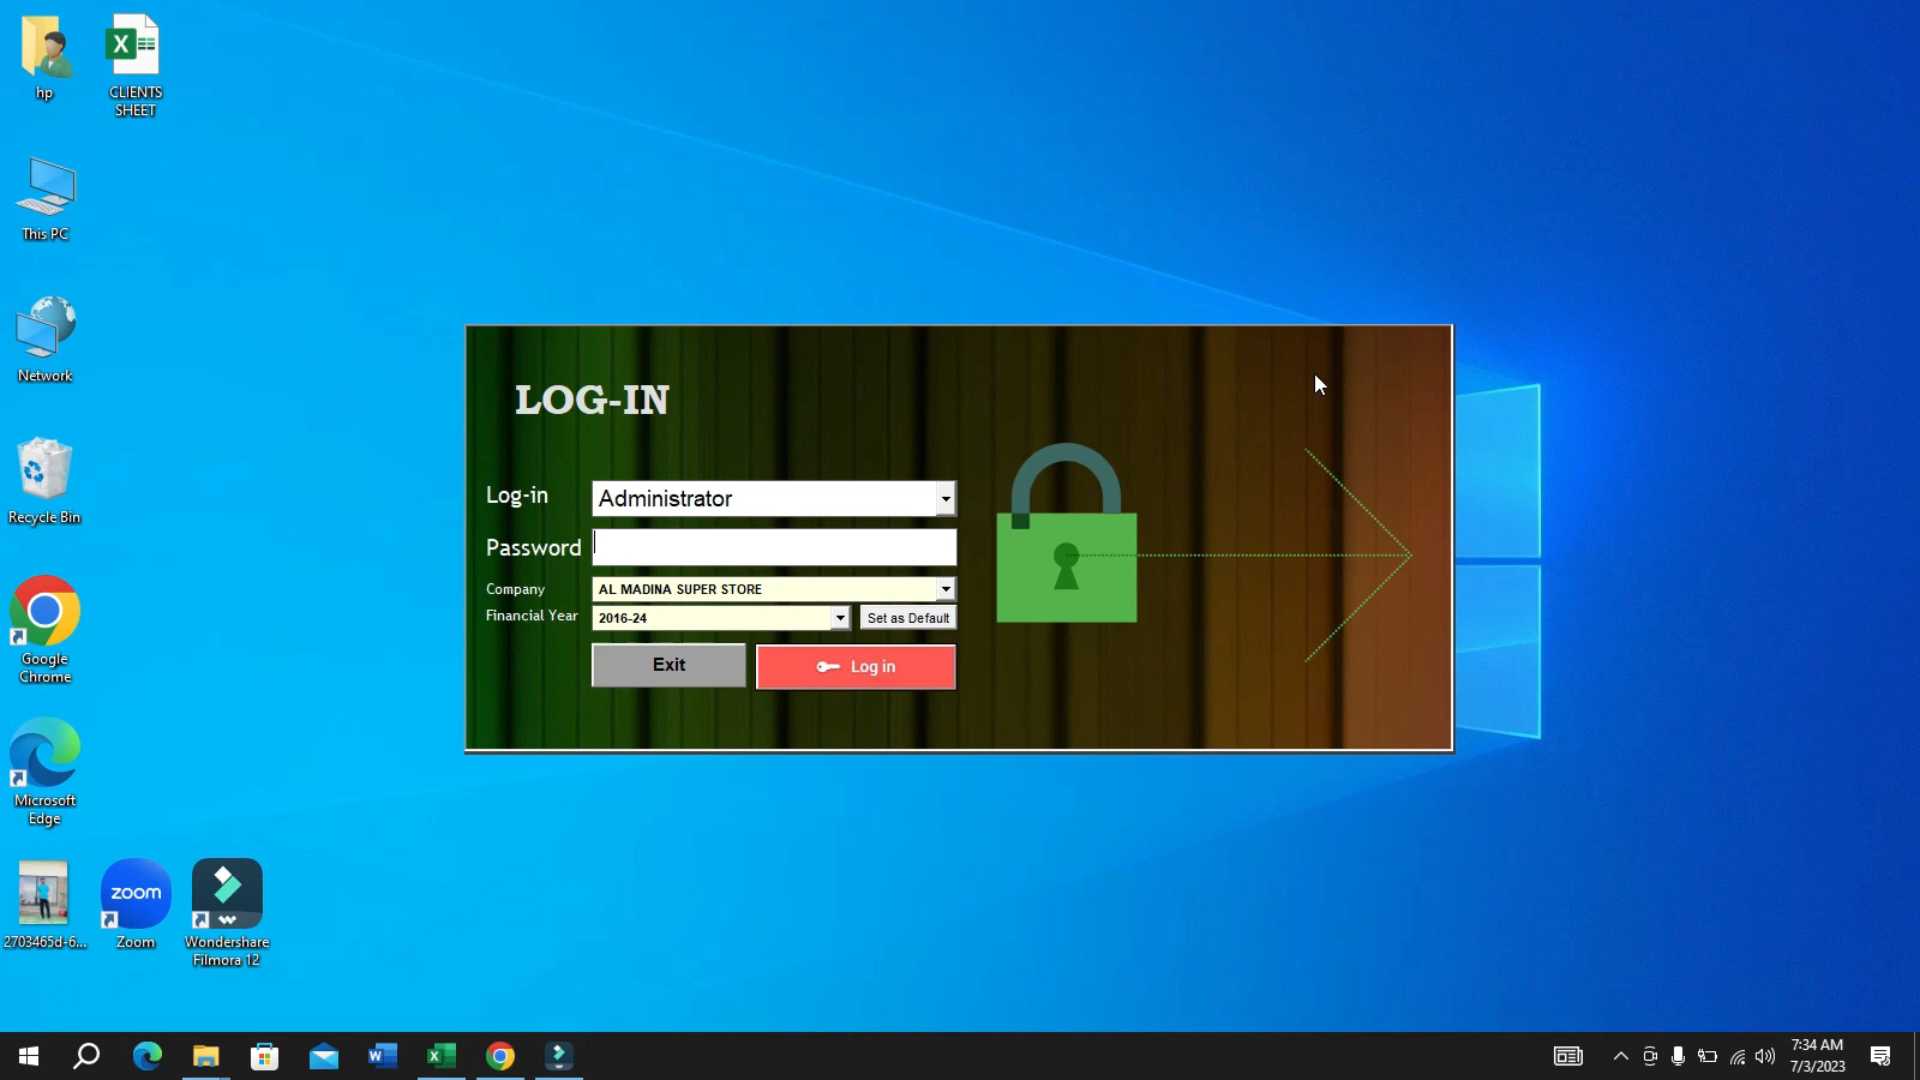 hp
CLIENTS
SHEET
This PC
Network
Recycle Bin
Google
Chrome
Microsoft
Edge
2703465d-6...
zoom
Zoom
Wondershare
Filmora 12
LOG-IN
Log-in
Administrator
Password
Company
AL MADINA SUPER STORE
Financial Year
2016-24
Set as Default
Exit
Log in
7:34 AM
7/3/2023